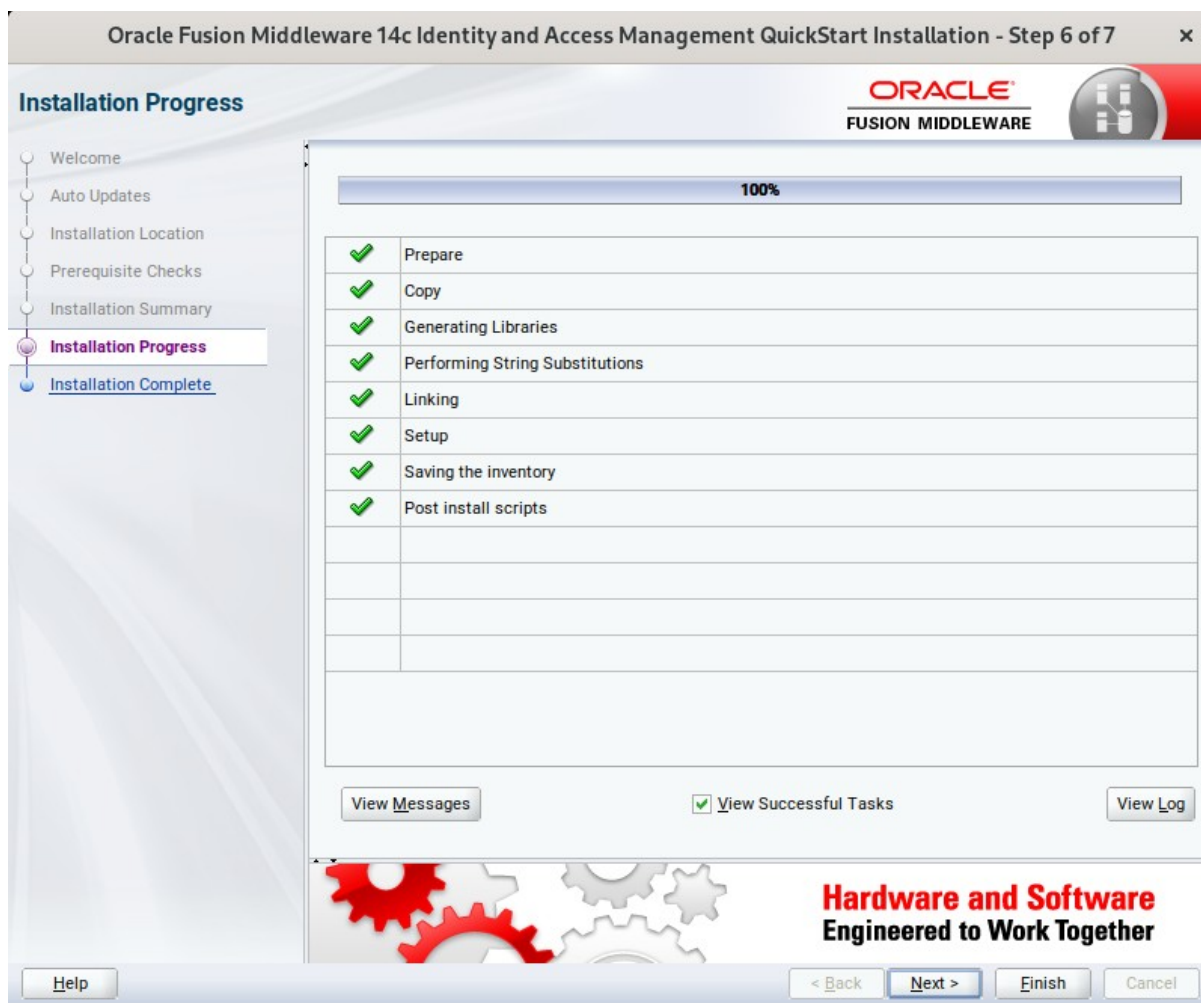 Oracle Fusion Middleware 14c Identity and Access Management QuickStart Installation - Step 6 of 7
Installation Progress
ORACLE
FUSION MIDDLEWARE
Welcome
Auto Updates
Installation Location
Prerequisite Checks
Installation Summary
Installation Progress
Installation Complete
100%
Prepare
Copy
Generating Libraries
Performing String Substitutions
Linking
Setup
Saving the inventory
Post install scripts
View Messages
View Successful Tasks
View Log
Hardware and Software
Engineered to Work Together
Help
< Back
Next >
Finish
Cancel